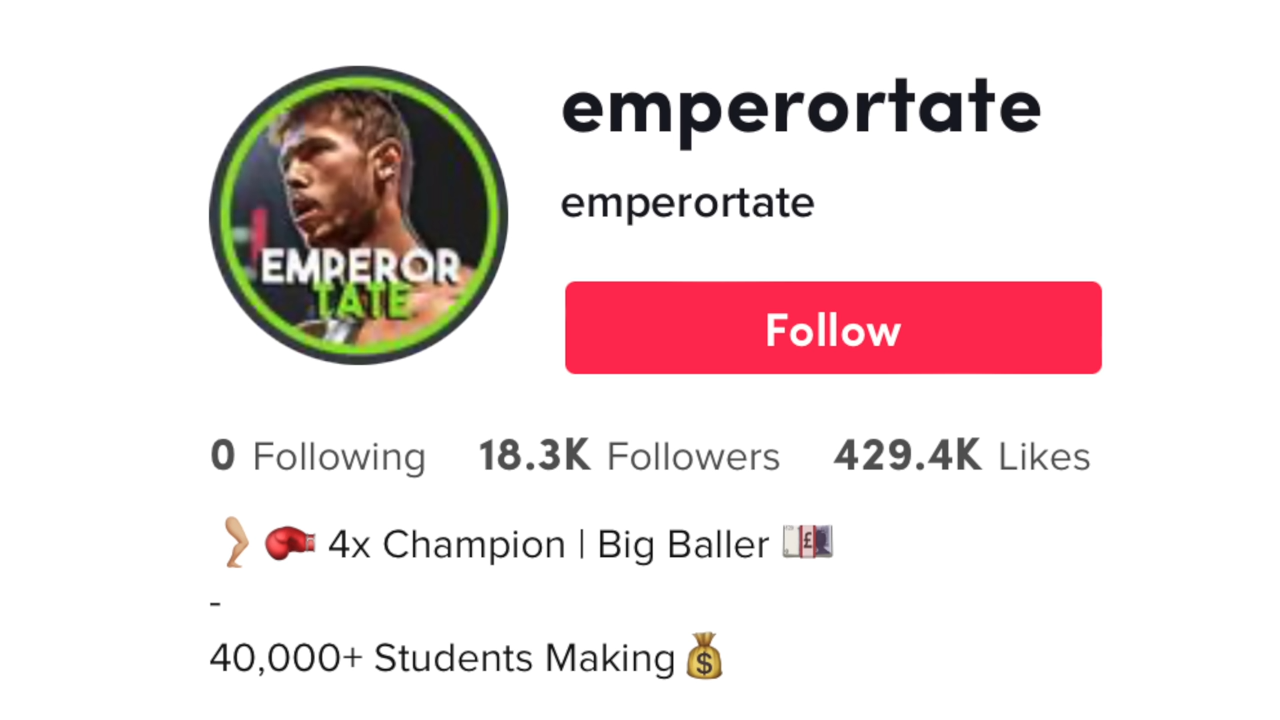 EMPEROR
TATE
emperortate
emperortate
Follow
0 Following 18.3K Followers 429.4K Likes
🦵🥊 4x Champion | Big Baller 💷
-
40,000+ Students Making💰